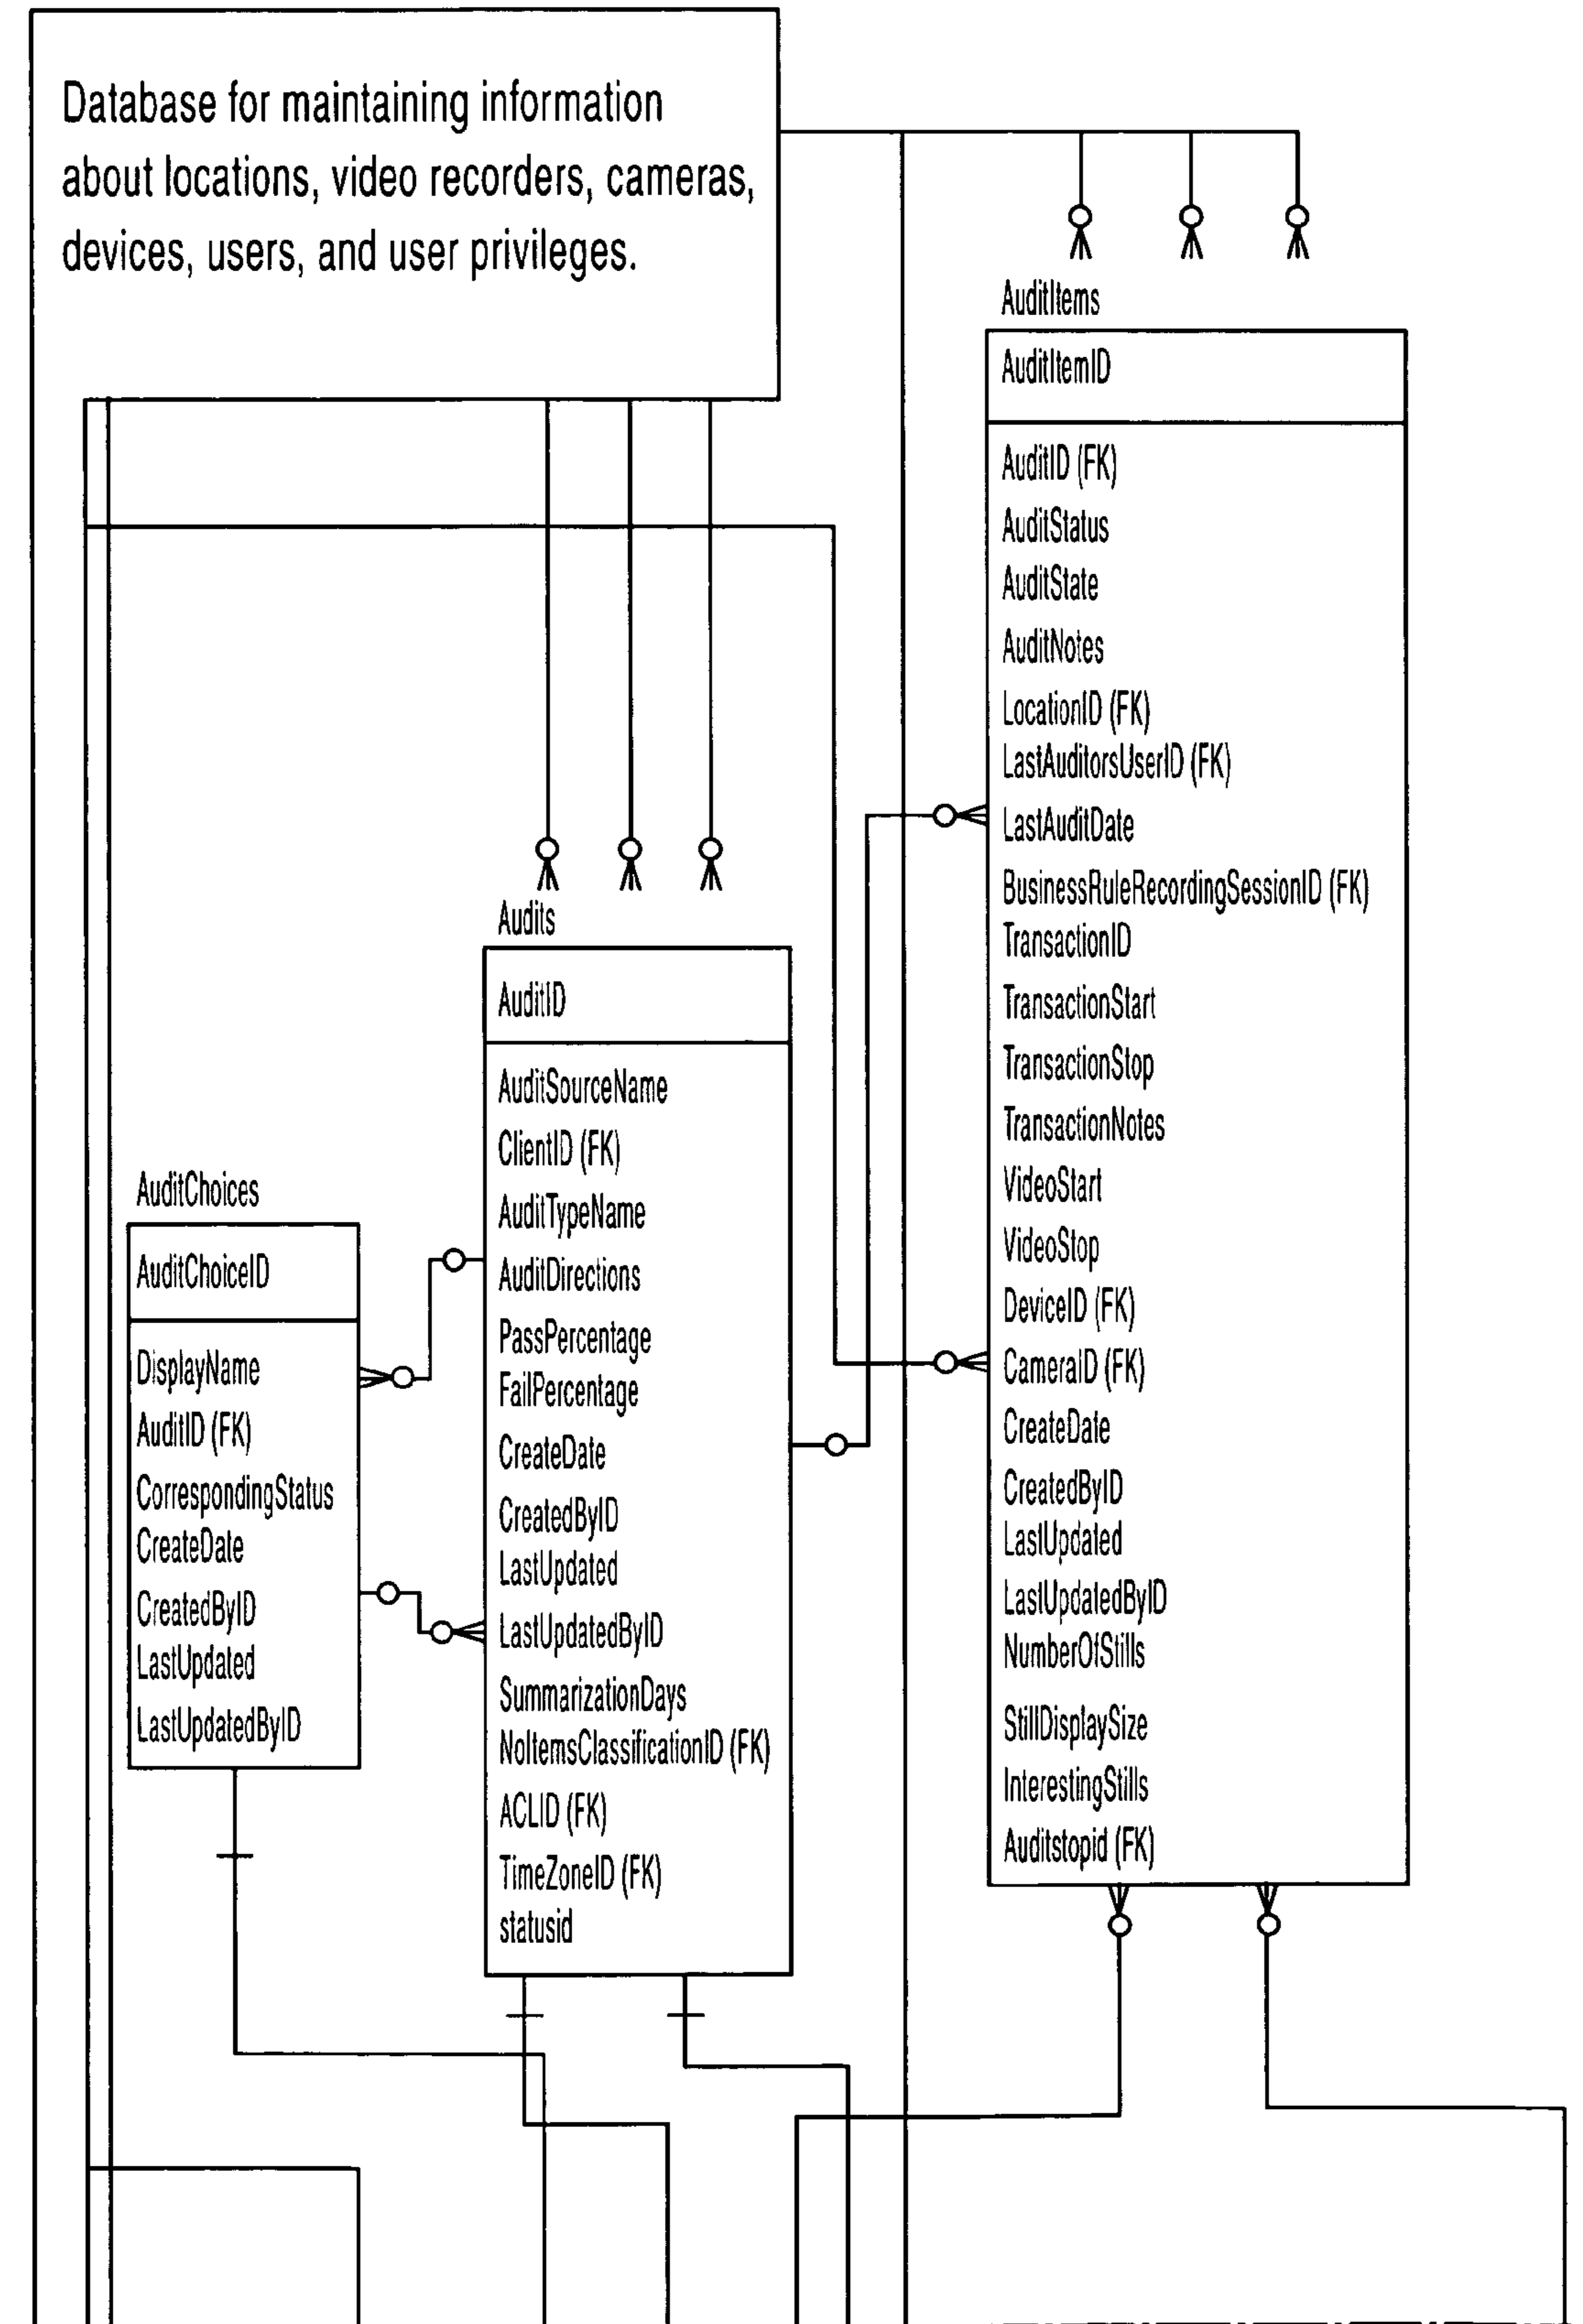 Database for maintaining information
about locations, video recorders, cameras,
devices, users, and user privileges.
AuditItems
AuditItemID
AuditID (FK)
AuditStatus
AuditState
AuditNotes
LocationID (FK)
LastAuditorsUserID (FK)
LastAuditDate
BusinessRuleRecordingSessionID (FK)
TransactionID
TransactionStart
TransactionStop
TransactionNotes
VideoStart
VideoStop
DeviceID (FK)
CameraID (FK)
CreateDate
CreatedByID
LastUpdated
LastUpdatedByID
NumberOfStills
StillDisplaySize
InterestingStills
Auditstopid (FK)
Audits
AuditID
AuditSourceName
ClientID (FK)
AuditTypeName
AuditDirections
PassPercentage
FailPercentage
CreateDate
CreatedByID
LastUpdated
LastUpdatedByID
SummarizationDays
NoItemsClassificationID (FK)
ACLID (FK)
TimeZoneID (FK)
statusid
AuditChoices
AuditChoiceID
DisplayName
AuditID (FK)
CorrespondingStatus
CreateDate
CreatedByID
LastUpdated
LastUpdatedByID